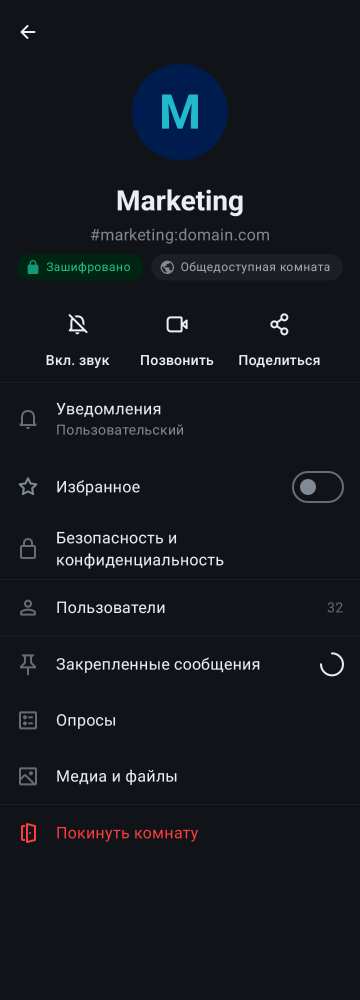 M
Marketing
#marketing:domain.com
Зашифровано
Общедоступная комната
Вкл. звук
Позвонить
Поделиться
Уведомления
Пользовательский
Избранное
Безопасность и
конфиденциальность
Пользователи 32
Закрепленные сообщения
Опросы
Медиа и файлы
Покинуть комнату